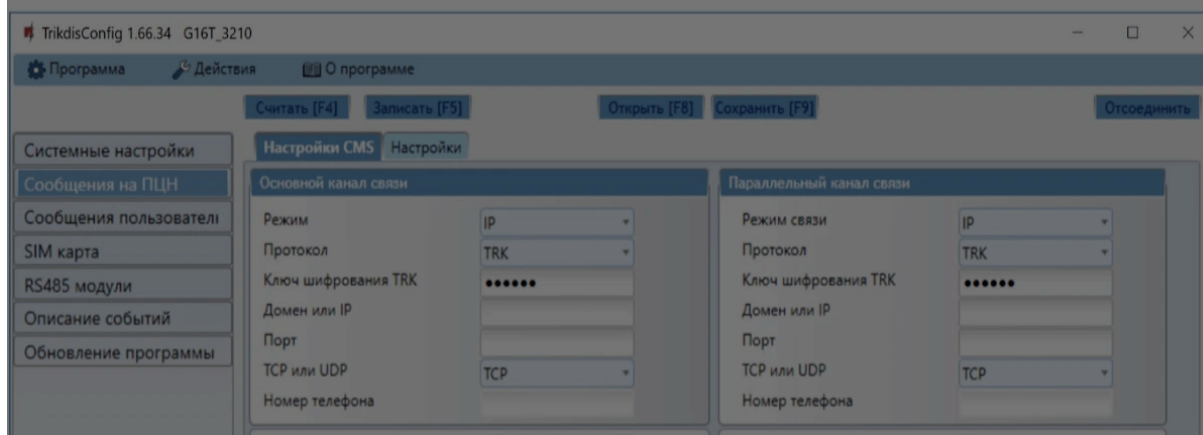 TrikdisConfig 1.66.34 G16T_3210
Программа Действия О программе
Считать [F4] Записать [F5] Открыть [F8] Сохранить [F9] Отсоединить
Системные настройки
Сообщения на ПЦН
Сообщения пользователі
SIM карта
RS485 модули
Описание событий
Обновление программы
Настройки CMS Настройки
Основной канал связи
Режим IP
Протокол TRK
Ключ шифрования TRK ••••••
Домен или IP
Порт
TCP или UDP TCP
Номер телефона
Параллельный канал связи
Режим связи IP
Протокол TRK
Ключ шифрования TRK ••••••
Домен или IP
Порт
TCP или UDP TCP
Номер телефона